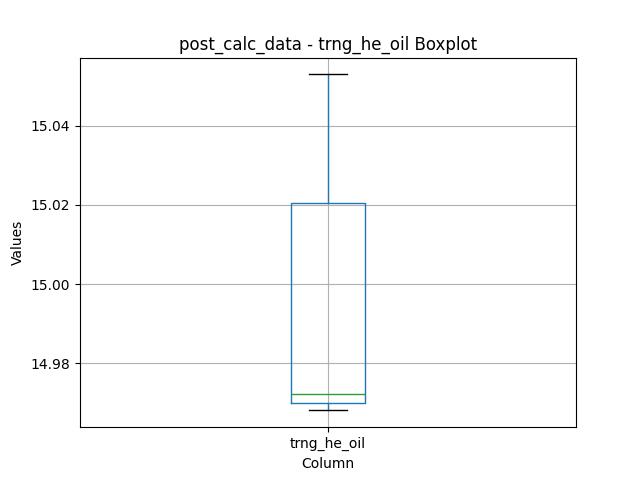 post_calc_data - trng_he_oil Boxplot
15.04
15.02
15.00
14.98
Values
trng_he_oil
Column